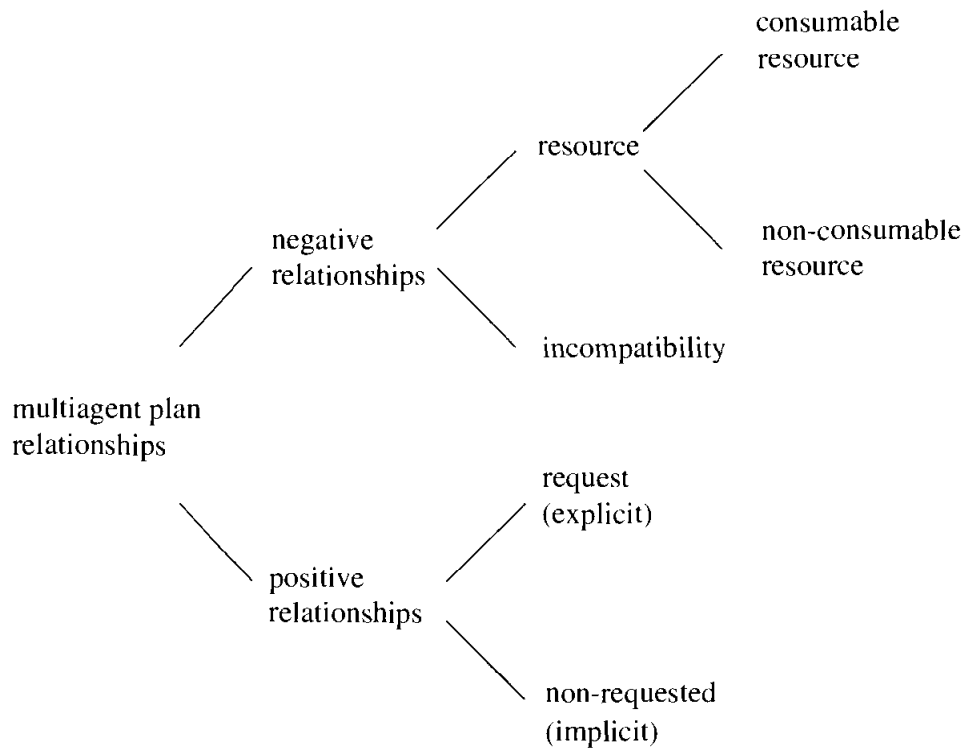 consumable
resource
resource
negative
relationships
non-consumable
resource
incompatibility
multiagent plan
relationships
request
(explicit)
positive
relationships
non-requested
(implicit)